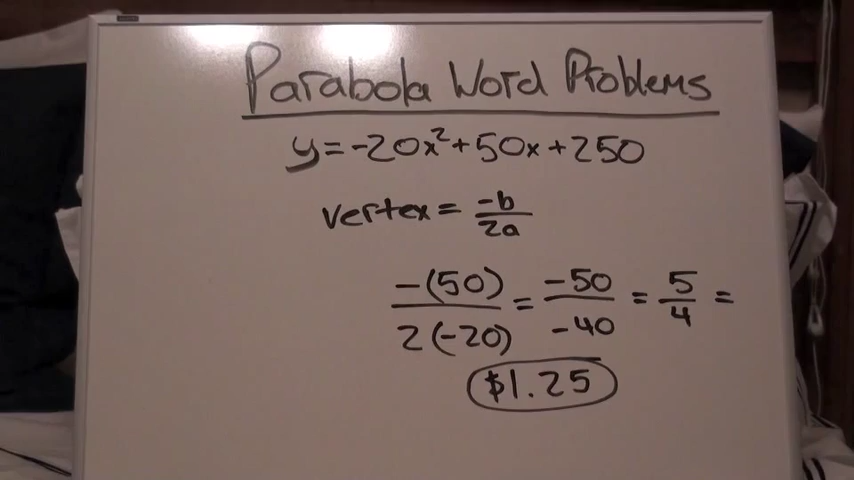 Parabola Word Problems
y=-20x²+50x+250
vertex = -b/2a
-(50)/2(-20) = -50/-40 = 5/4 =
$1.25